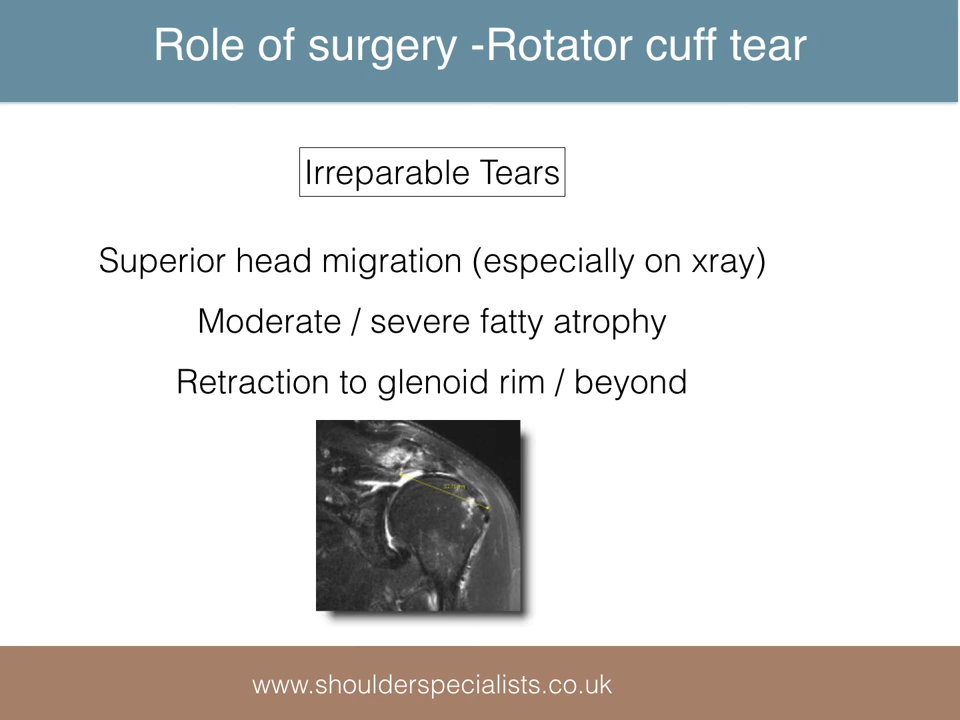 Role of surgery -Rotator cuff tear
Irreparable Tears
Superior head migration (especially on xray)
Moderate / severe fatty atrophy
Retraction to glenoid rim / beyond
www.shoulderspecialists.co.uk